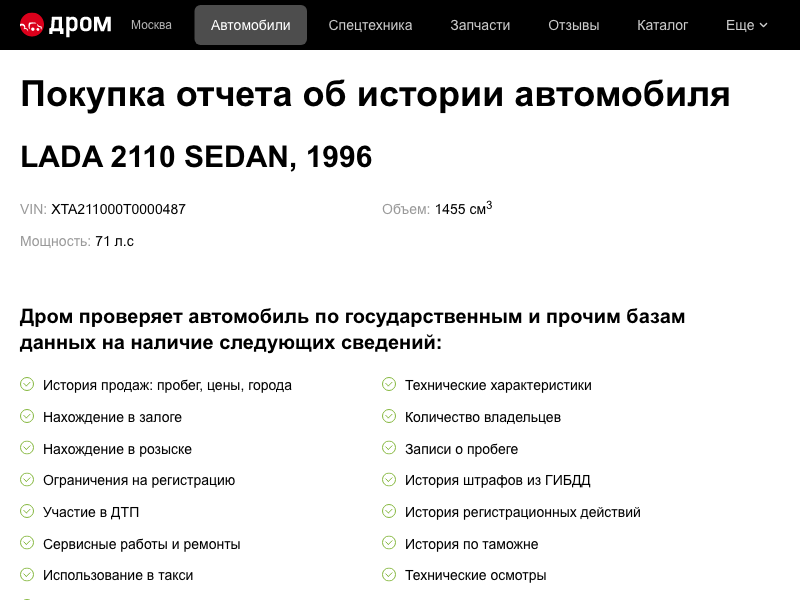 дром Москва Автомобили Спецтехника Запчасти Отзывы Каталог Еще
Покупка отчета об истории автомобиля
LADA 2110 SEDAN, 1996
VIN: XTA211000T0000487 Объем: 1455 см³
Мощность: 71 л.с
Дром проверяет автомобиль по государственным и прочим базам
данных на наличие следующих сведений:
История продаж: пробег, цены, города Технические характеристики
Нахождение в залоге Количество владельцев
Нахождение в розыске Записи о пробеге
Ограничения на регистрацию История штрафов из ГИБДД
Участие в ДТП История регистрационных действий
Сервисные работы и ремонты История по таможне
Использование в такси Технические осмотры